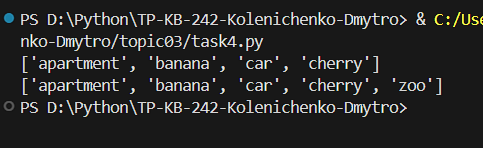 PS D:\Python\TP-KB-242-Kolenichenko-Dmytro> & C:/Use
nko-Dmytro/topic03/task4.py
['apartment', 'banana', 'car', 'cherry']
['apartment', 'banana', 'car', 'cherry', 'zoo']
PS D:\Python\TP-KB-242-Kolenichenko-Dmytro>